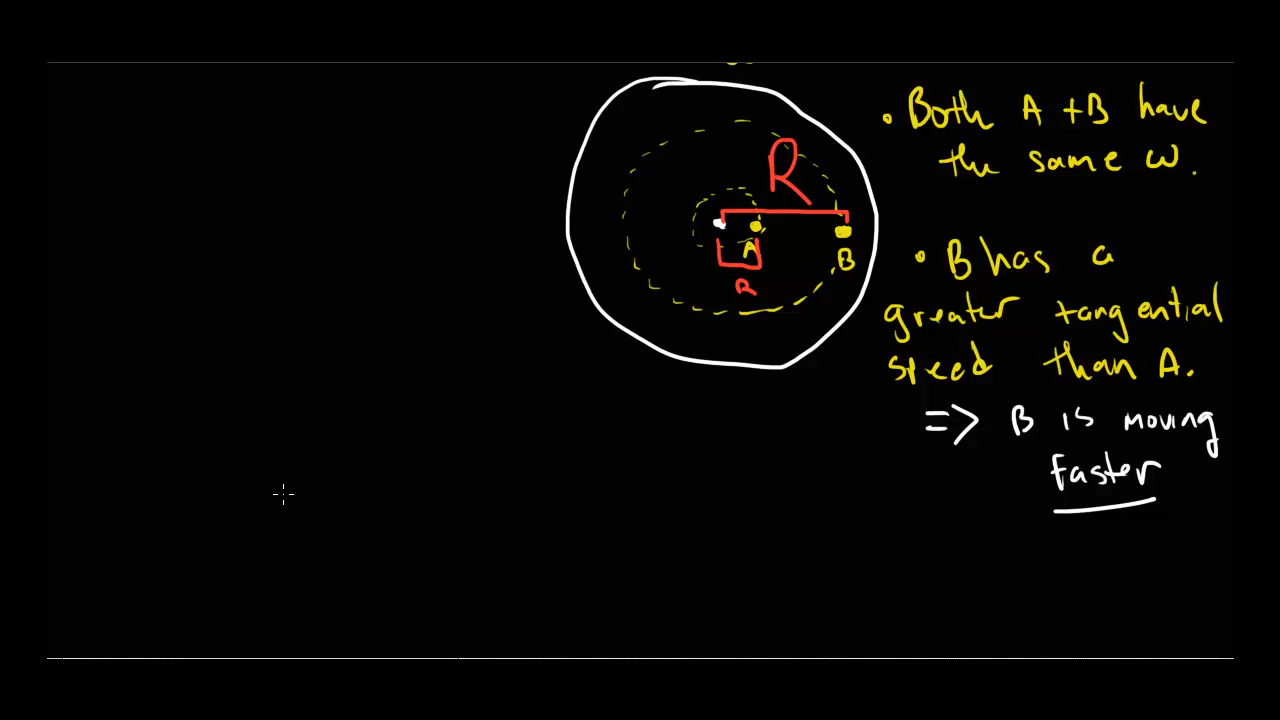 R
A
B
R
• Both A + B have
the same ω.
• B has a
greater tangential
speed than A.
=> B is moving
Faster